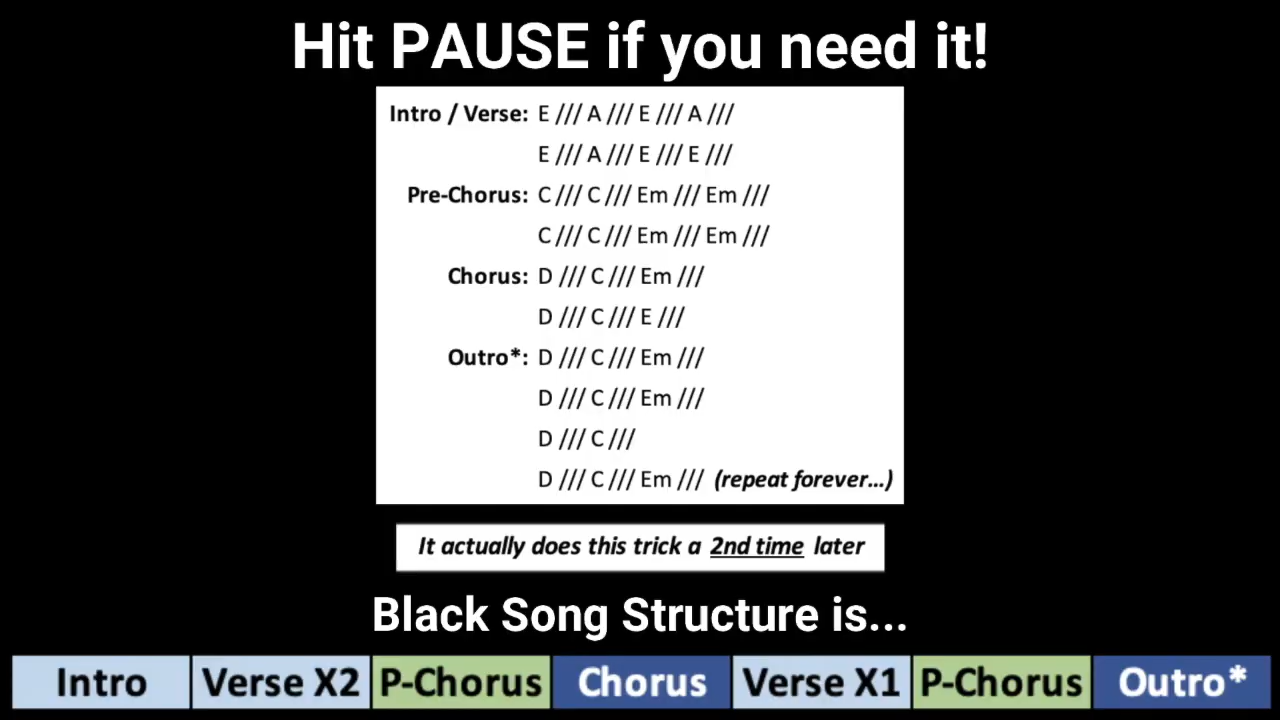 Hit PAUSE if you need it!
Intro / Verse: E /// A /// E /// A ///
E /// A /// E /// E ///
Pre-Chorus: C /// C /// Em /// Em ///
C /// C /// Em /// Em ///
Chorus: D /// C /// Em ///
D /// C /// E ///
Outro*: D /// C /// Em ///
D /// C /// Em ///
D /// C ///
D /// C /// Em /// (repeat forever...)
It actually does this trick a 2nd time later
Black Song Structure is...
Intro Verse X2 P-Chorus Chorus Verse X1 P-Chorus Outro*